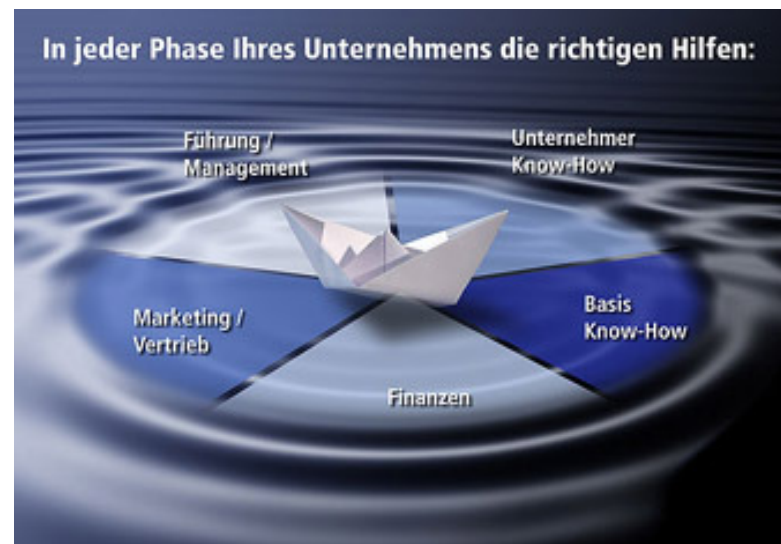 In jeder Phase Ihres Unternehmens die richtigen Hilfen:
Führung /
Management
Unternehmer
Know-How
Marketing /
Vertrieb
Basis
Know-How
Finanzen